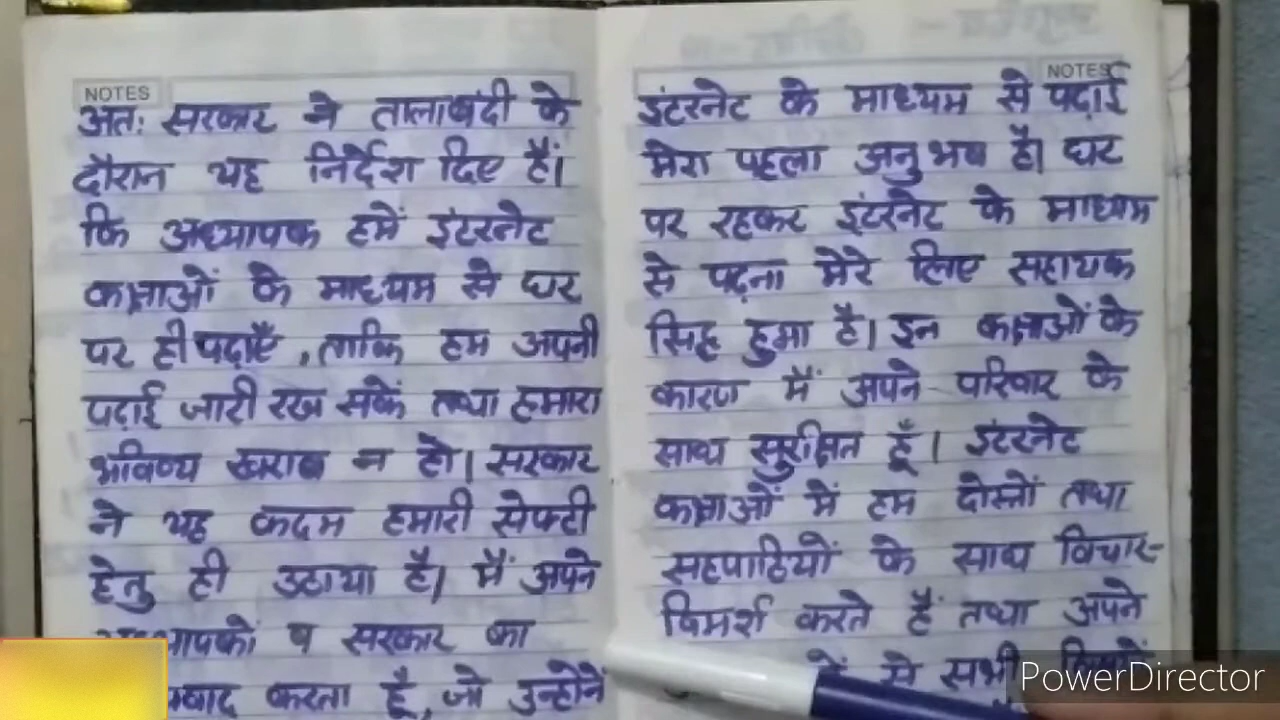 NOTES
अतः सरकार ने तालाबंदी के
दौरान यह निर्देश दिए हैं।
कि अध्यापक हमें इंटरनेट
कक्षाओं के माध्यम से घर
पर ही पढ़ाएँ, ताकि हम अपनी
पढ़ाई जारी रख सकें तथा हमारा
भविष्य खराब न हो। सरकार
ने यह कदम हमारी सेफ्टी
हेतु ही उठाया है। मैं अपने
व सरकार का
करता हूँ, जो उन्होनें
NOTES
इंटरनेट के माध्यम से पढ़ाई
मेरा पहला अनुभव है। घर
पर रहकर इंटरनेट के माध्यम
से पढ़ना मेरे लिए सहायक
सिद्ध हुआ है। इन कक्षाओं के
कारण मैं अपने परिवार के
साथ सुरक्षित हूँ। इंटरनेट
कक्षाओं में हम दोस्तों तथा
सहपाठियों के साथ विचार-
विमर्श करते हैं तथा अपने
से सभी
PowerDirector